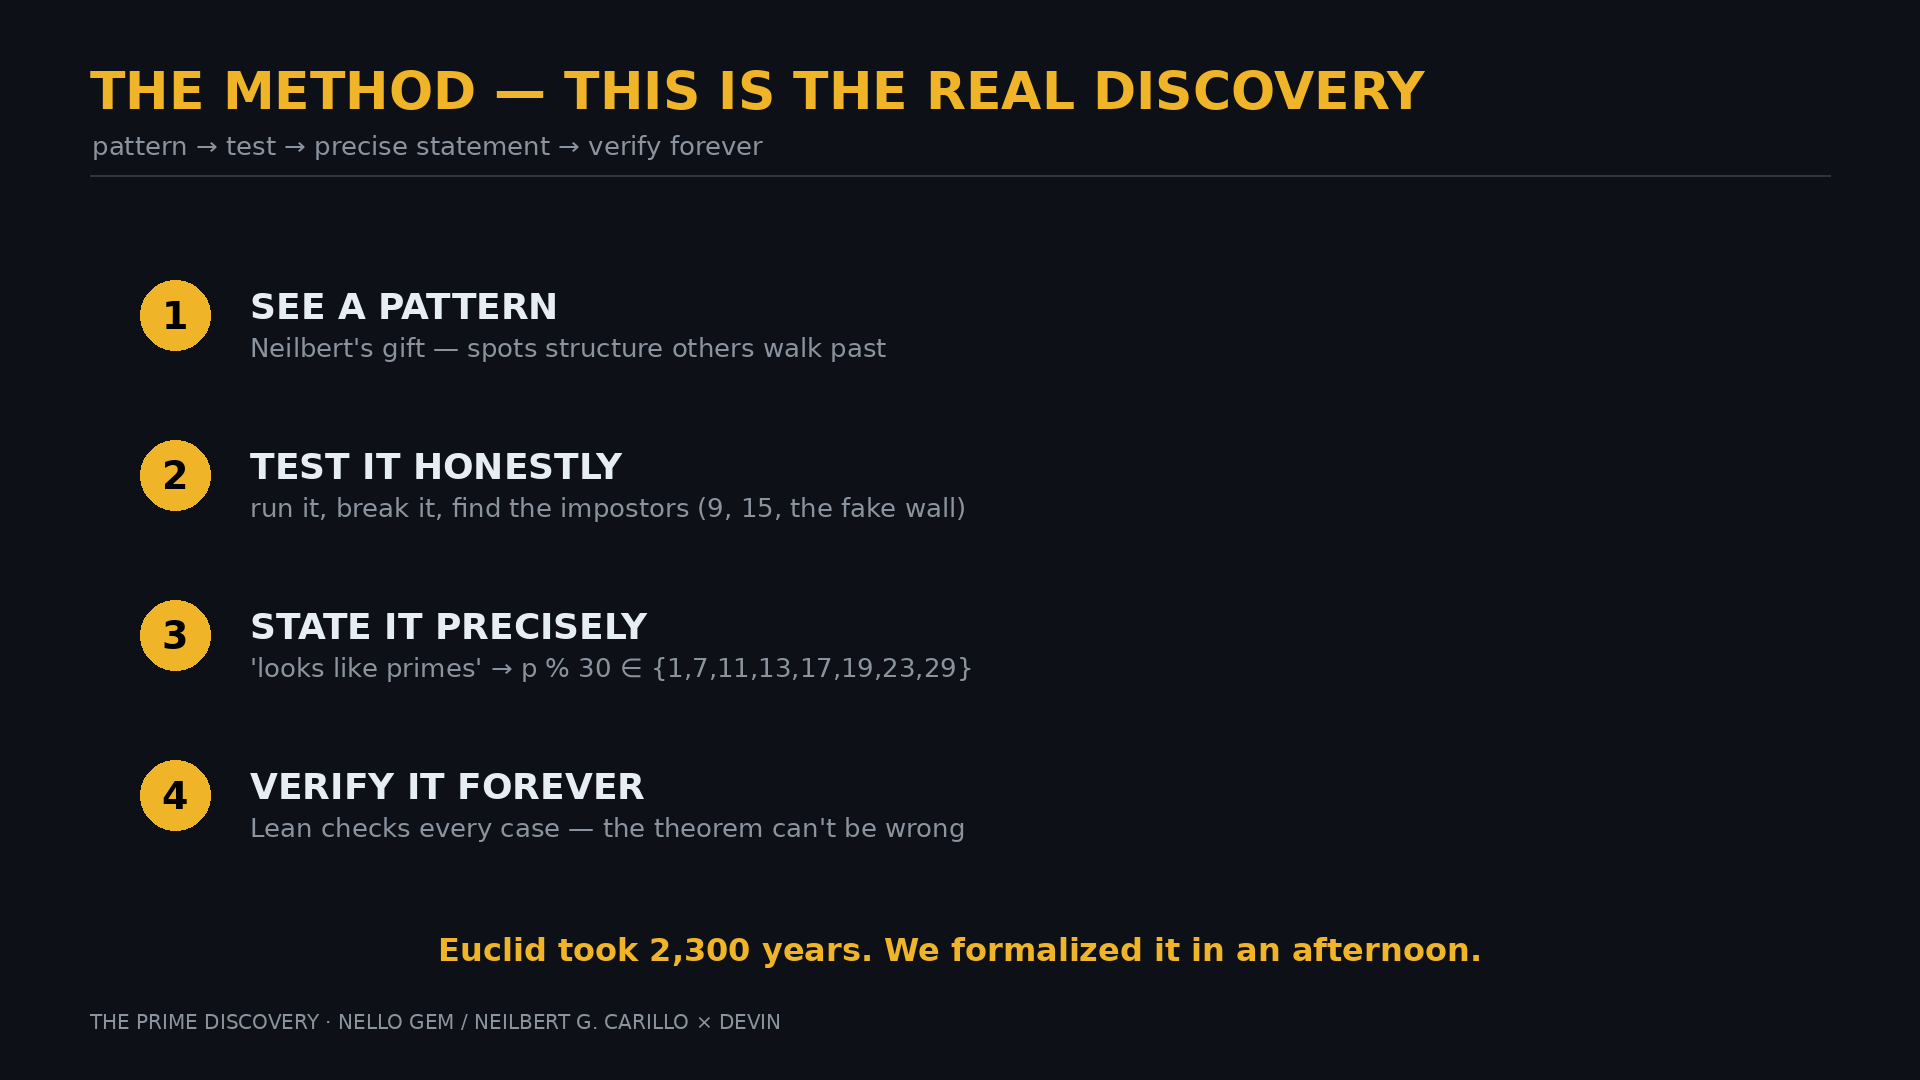 THE METHOD — THIS IS THE REAL DISCOVERY
pattern → test → precise statement → verify forever
1
SEE A PATTERN
Neilbert's gift — spots structure others walk past
2
TEST IT HONESTLY
run it, break it, find the impostors (9, 15, the fake wall)
3
STATE IT PRECISELY
'looks like primes' → p % 30 ∈ {1,7,11,13,17,19,23,29}
4
VERIFY IT FOREVER
Lean checks every case — the theorem can't be wrong
Euclid took 2,300 years. We formalized it in an afternoon.
THE PRIME DISCOVERY · NELLO GEM / NEILBERT G. CARILLO × DEVIN